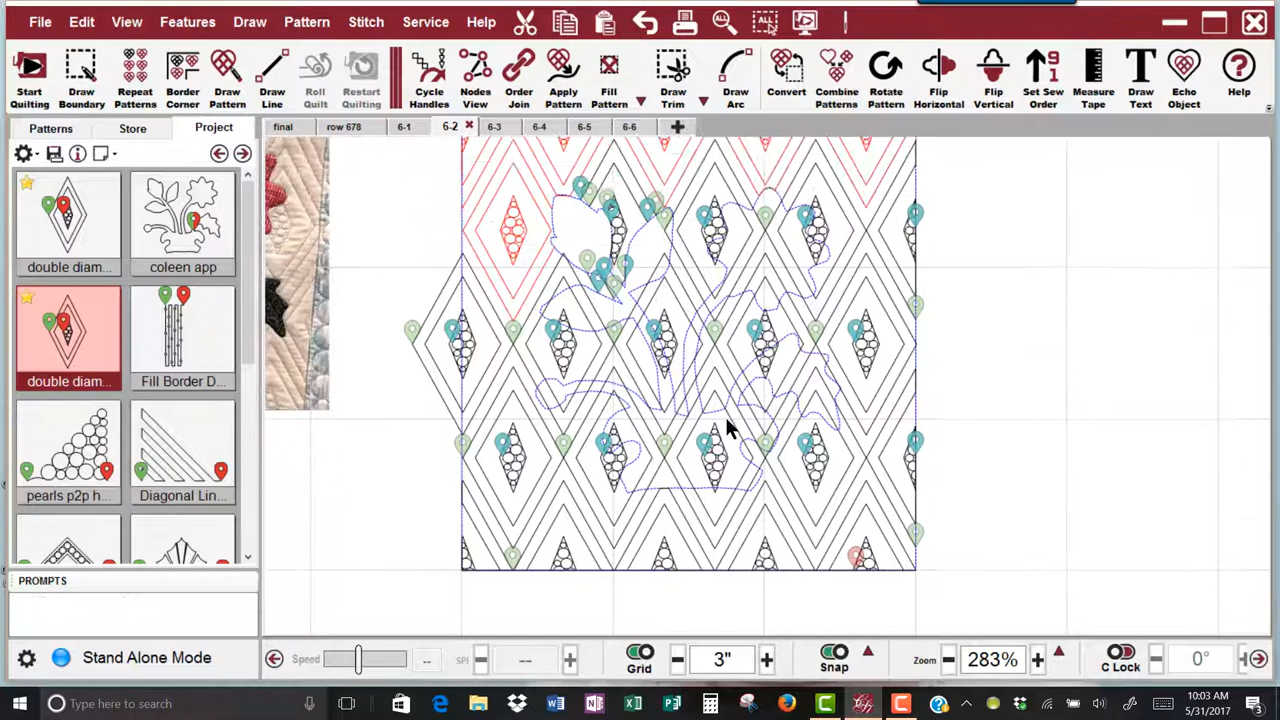 File Edit View Features Draw Pattern Stitch Service Help
Start Quilting
Draw Boundary
Repeat Patterns
Border Corner
Draw Pattern
Draw Line
Roll Quilt
Restart Quilting
Cycle Handles
Nodes View
Order Join
Apply Pattern
Fill Pattern
Draw Trim
Draw Arc
Convert
Combine Patterns
Rotate Pattern
Flip Horizontal
Flip Vertical
Set Sew Order
Measure Tape
Draw Text
Echo Object
Help
Patterns Store Project
final row 678 6-1 6-2 6-3 6-4 6-5 6-6
double diam... coleen app
double diam... Fill Border D...
pearls p2p h... Diagonal Lin...
PROMPTS
Stand Alone Mode
Speed -- SPI -- Grid 3" Snap Zoom 283% C Lock 0°
Type here to search
10:03 AM
5/31/2017